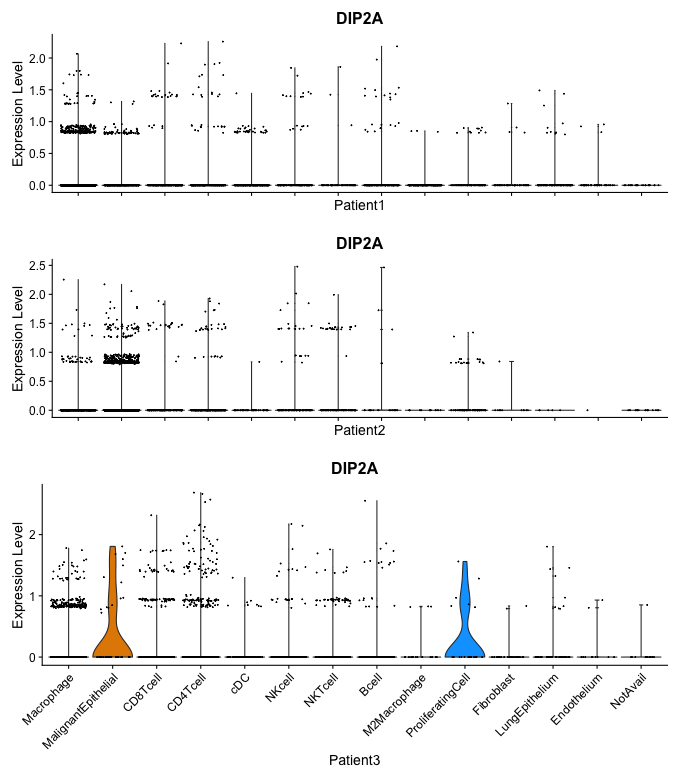 DIP2A
Expression Level
2.0
1.5
1.0
0.5
0.0
Patient1
DIP2A
Expression Level
2.5
2.0
1.5
1.0
0.5
0.0
Patient2
DIP2A
Expression Level
2
1
0
Macrophage
MalignantEpithelial
CD8Tcell
CD4Tcell
cDC
NKcell
NKTcell
Bcell
M2Macrophage
ProliferatingCell
Fibroblast
LungEpithelium
Endothelium
NotAvail
Patient3